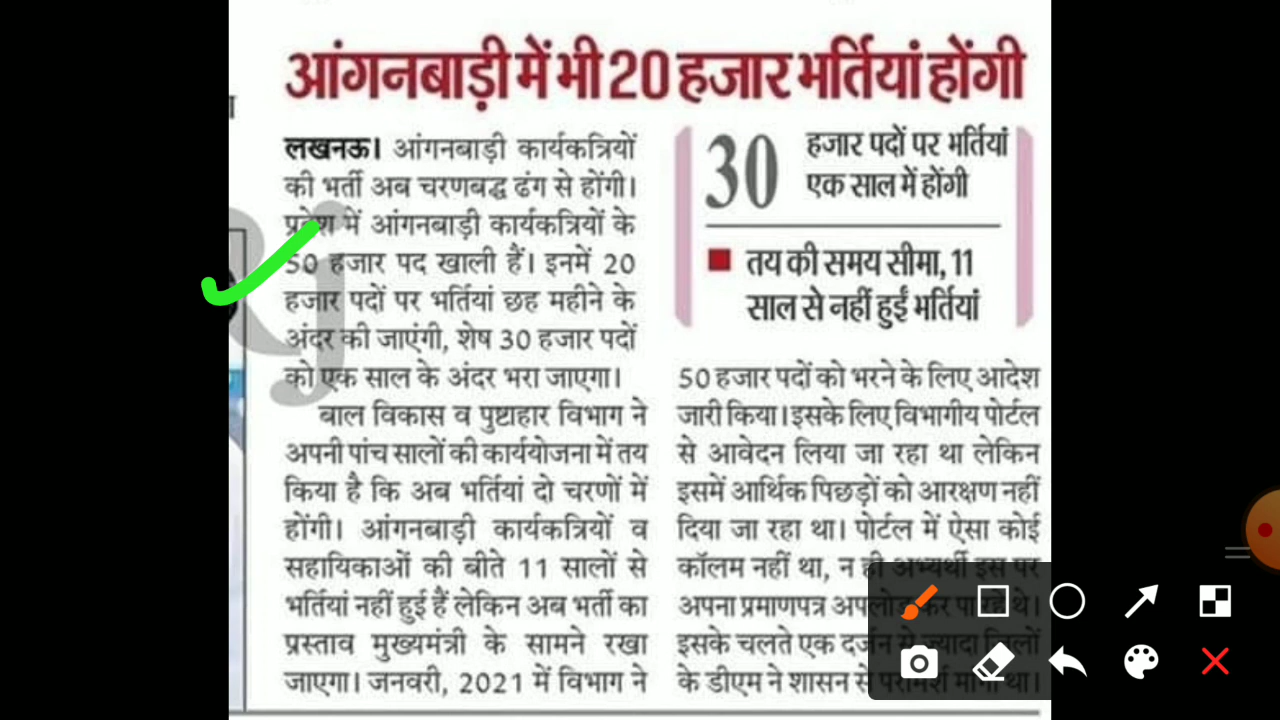 आंगनबाड़ी में भी 20 हजार भर्तियां होंगी
लखनऊ। आंगनबाड़ी कार्यकत्रियों
की भर्ती अब चरणबद्ध ढंग से होंगी।
प्रदेश में आंगनबाड़ी कार्यकत्रियों के
50 हजार पद खाली हैं। इनमें 20
हजार पदों पर भर्तियां छह महीने के
अंदर की जाएंगी, शेष 30 हजार पदों
को एक साल के अंदर भरा जाएगा।
बाल विकास व पुष्टाहार विभाग ने
अपनी पांच सालों की कार्ययोजना में तय
किया है कि अब भर्तियां दो चरणों में
होंगी। आंगनबाड़ी कार्यकत्रियों व
सहायिकाओं की बीते 11 सालों से
भर्तियां नहीं हुई हैं लेकिन अब भर्ती का
प्रस्ताव मुख्यमंत्री के सामने रखा
जाएगा। जनवरी, 2021 में विभाग ने
30 हजार पदों पर भर्तियां
एक साल में होंगी
तय की समय सीमा, 11
साल से नहीं हुईं भर्तियां
50 हजार पदों को भरने के लिए आदेश
जारी किया। इसके लिए विभागीय पोर्टल
से आवेदन लिया जा रहा था लेकिन
इसमें आर्थिक पिछड़ों को आरक्षण नहीं
दिया जा रहा था। पोर्टल में ऐसा कोई
कॉलम नहीं था, न ही अभ्यर्थी इस पर
अपना प्रमाणपत्र अपलोड कर पा रहे थे।
इसके चलते एक दर्जन से ज्यादा जिलों
के डीएम ने शासन से परामर्श मांगा था।